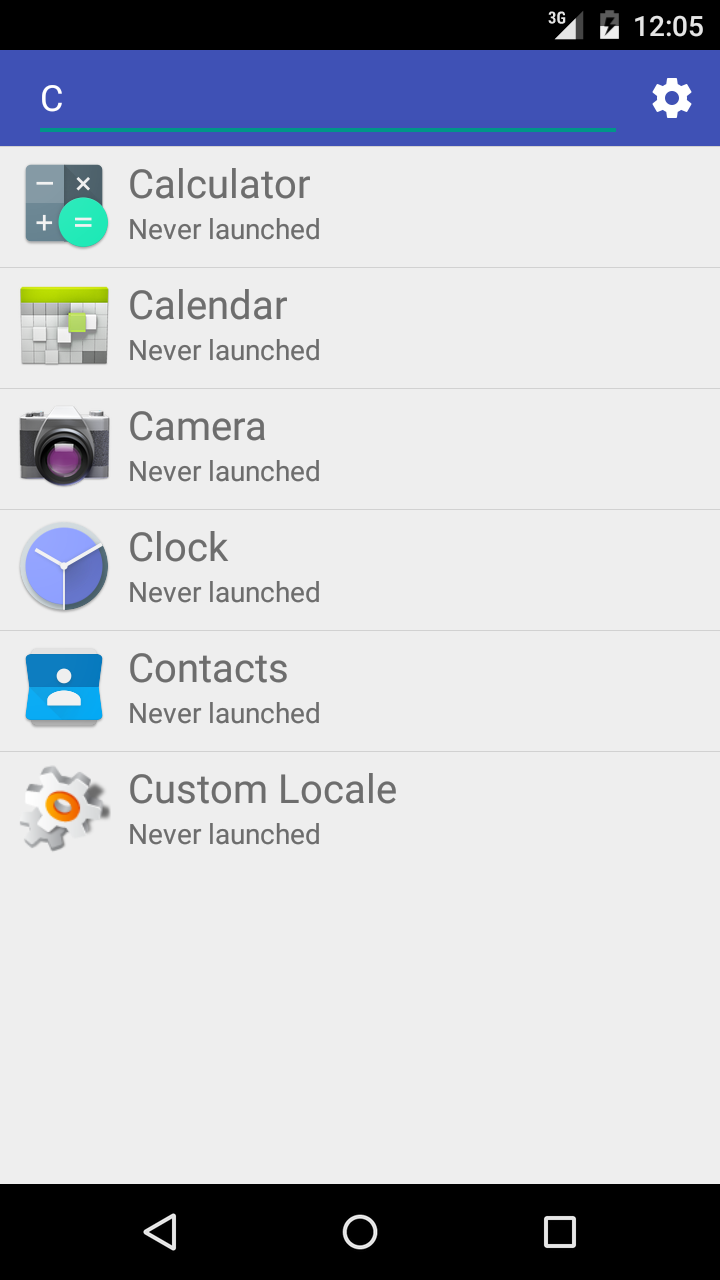 3G 12:05
C
Calculator
Never launched
Calendar
Never launched
Camera
Never launched
Clock
Never launched
Contacts
Never launched
Custom Locale
Never launched